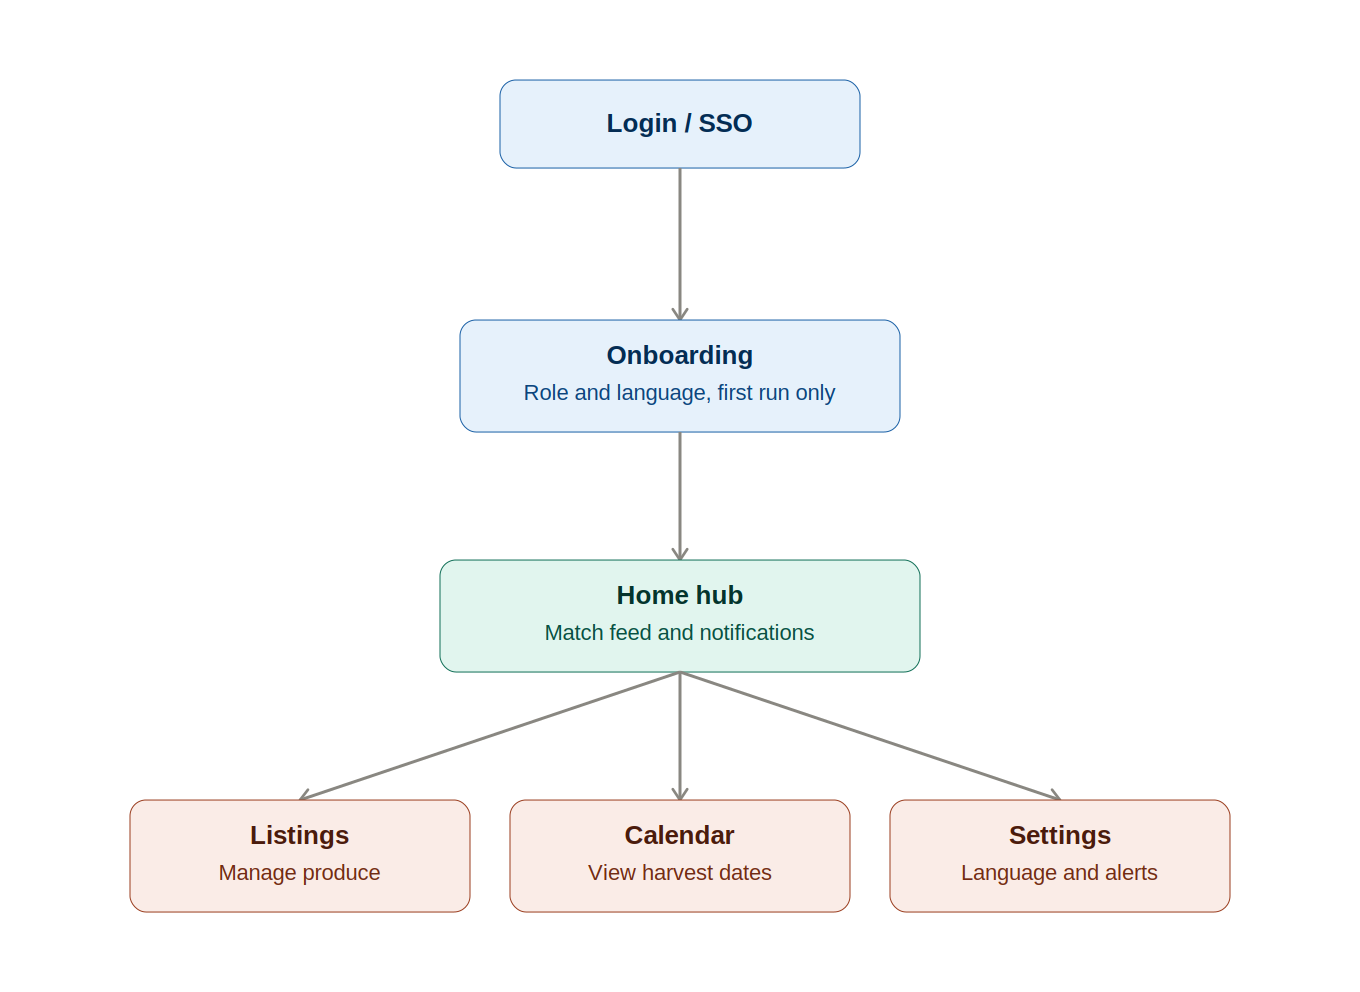 Login / SSO
Onboarding
Role and language, first run only
Home hub
Match feed and notifications
Listings
Manage produce
Calendar
View harvest dates
Settings
Language and alerts